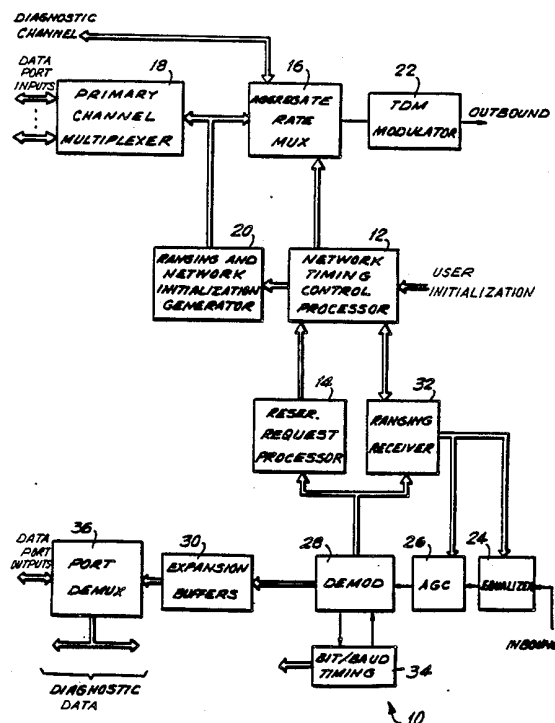 DIAGNOSTIC
CHANNEL
DATA
PORT
INPUTS
18
PRIMARY
CHANNEL
MULTIPLEXER
16
AGGREGATE
RATE
MUX
22
TDM
MODULATOR
OUTBOUND
20
RANGING AND
NETWORK
INITIALIZATION
GENERATOR
12
NETWORK
TIMING
CONTROL
PROCESSOR
USER
INITIALIZATION
14
RESER.
REQUEST
PROCESSOR
32
RANGING
RECEIVER
DATA
PORT
OUTPUTS
36
PORT
DEMUX
30
EXPANSION
BUFFERS
28
DEMOD
26
AGC
24
EQUALIZER
INBOUND
BIT/BAUD
TIMING
34
DIAGNOSTIC
DATA
10